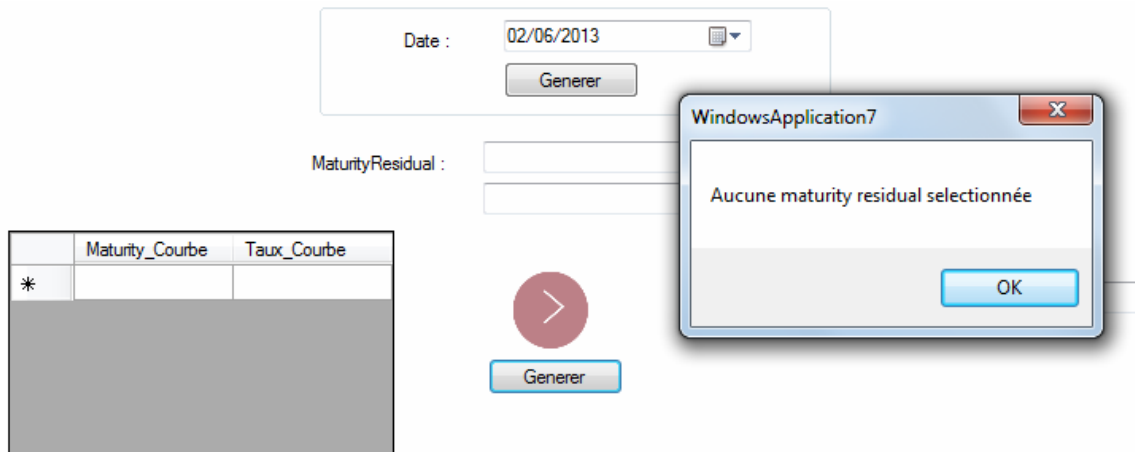 Date :
02/06/2013
Generer
WindowsApplication7
MaturityResidual :
Aucune maturity residual selectionnée
Maturity_Courbe Taux_Courbe
OK
Generer